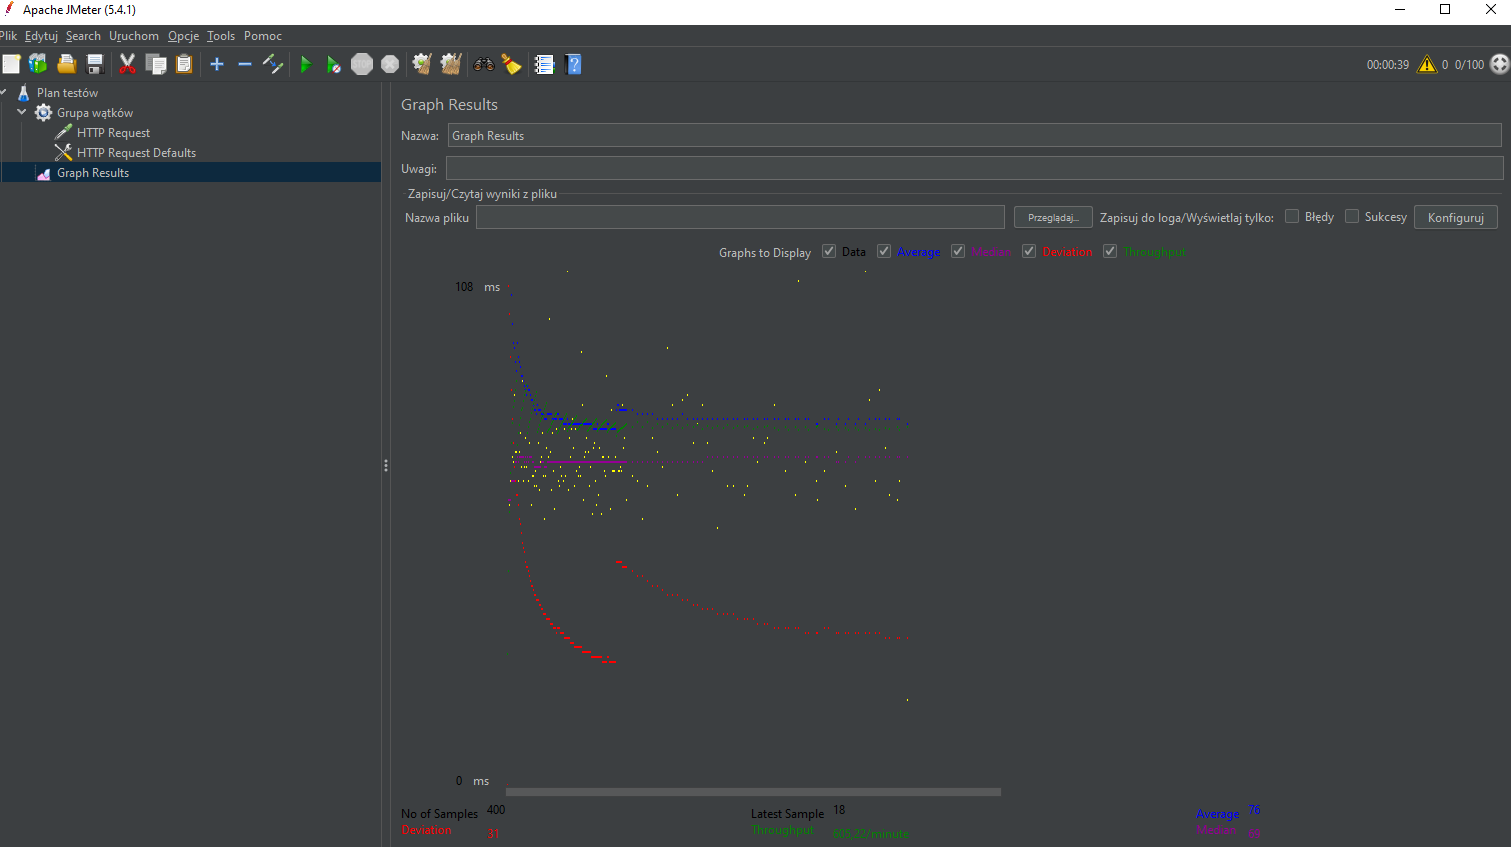 Apache JMeter (5.4.1)
Plik Edytuj Search Uruchom Opcje Tools Pomoc
STOP
00:00:39 0 0/100
Plan testów
Grupa wątków
HTTP Request
HTTP Request Defaults
Graph Results
Graph Results
Nazwa: Graph Results
Uwagi:
Zapisuj/Czytaj wyniki z pliku
Nazwa pliku Przeglądaj... Zapisuj do loga/Wyświetlaj tylko: Błędy Sukcesy Konfiguruj
Graphs to Display Data Average Median Deviation Throughput
108 ms
0 ms
No of Samples 400 Latest Sample 18 Average 76
Deviation 31 Throughput 605,22/minute Median